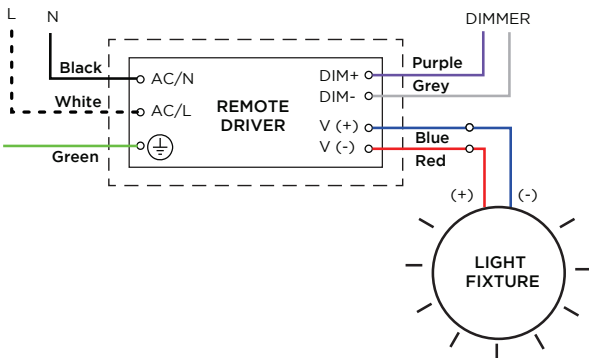 L
N
DIMMER
Black
AC/N
DIM+
Purple
White
AC/L
REMOTE
DRIVER
DIM-
Grey
Green
V (+)
Blue
V (-)
Red
(+)
(-)
LIGHT
FIXTURE